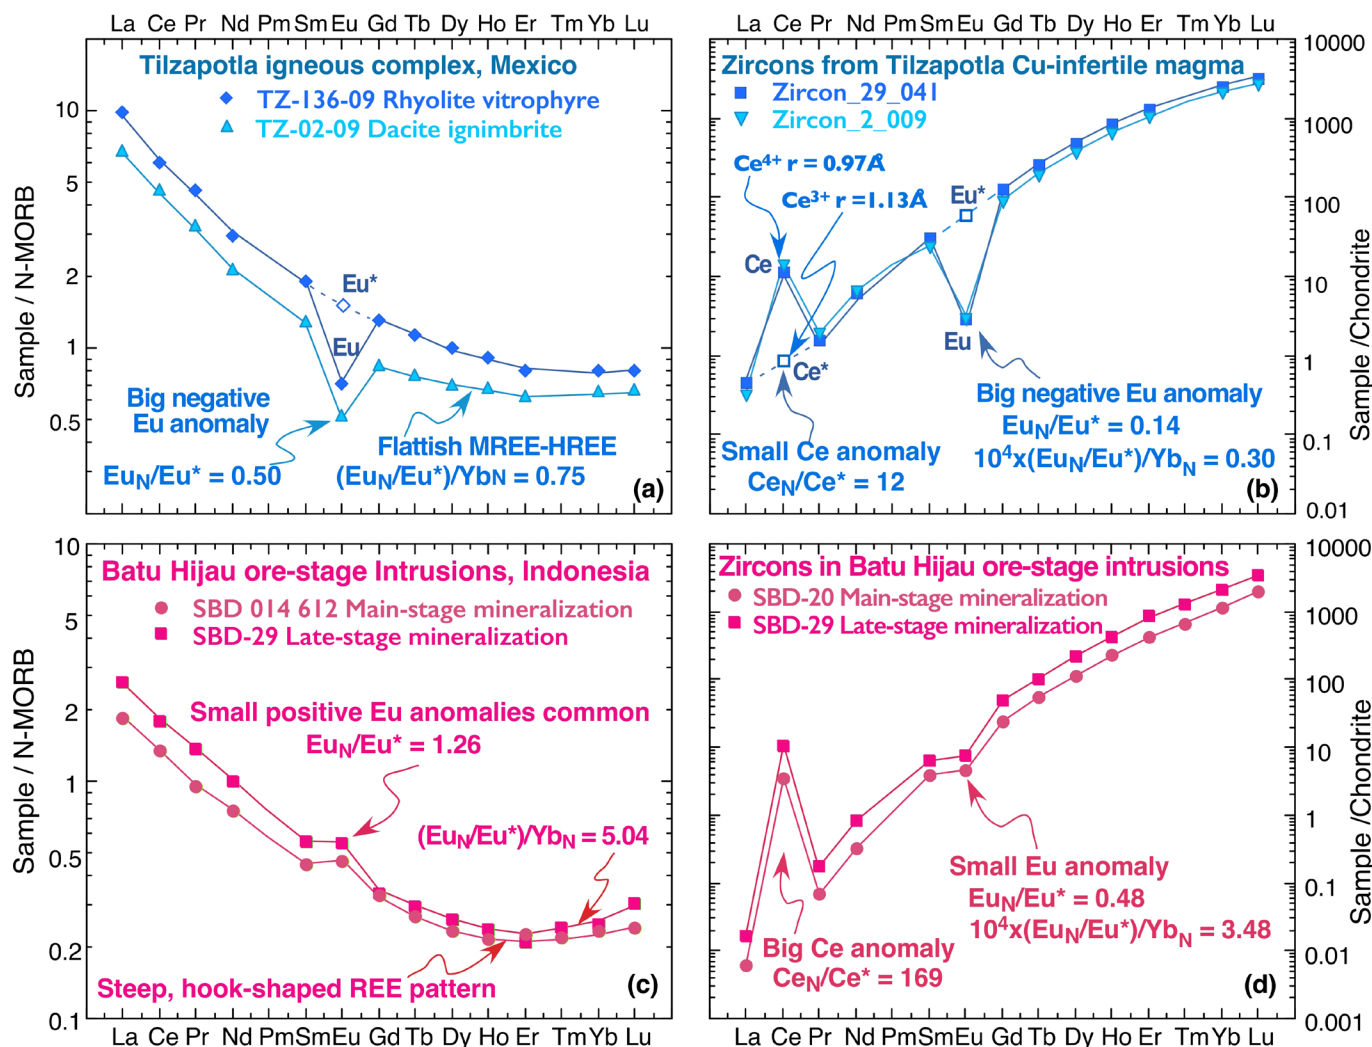 La Ce Pr Nd Pm Sm Eu Gd Tb Dy Ho Er Tm Yb Lu
Tilzapotla igneous complex, Mexico
TZ-136-09 Rhyolite vitrophyre
TZ-02-09 Dacite ignimbrite
10
5
2
1
0.5
Sample / N-MORB
Eu*
Eu
Big negative
Eu anomaly
EuN/Eu* = 0.50
Flattish MREE-HREE
(EuN/Eu*)/YbN = 0.75
(a)
La Ce Pr Nd Pm Sm Eu Gd Tb Dy Ho Er Tm Yb Lu
Zircons from Tilzapotla Cu-infertile magma
Zircon_29_041
Zircon_2_009
Ce4+ r = 0.97Å
Ce3+ r =1.13Å
Eu*
Ce
Eu
Ce*
Big negative Eu anomaly
EuN/Eu* = 0.14
10⁴x(EuN/Eu*)/YbN = 0.30
Small Ce anomaly
CeN/Ce* = 12
(b)
10000
1000
100
10
1
0.1
0.01
Sample /Chondrite
10
5
2
1
0.5
0.2
0.1
Sample / N-MORB
Batu Hijau ore-stage Intrusions, Indonesia
SBD 014 612 Main-stage mineralization
SBD-29 Late-stage mineralization
Small positive Eu anomalies common
EuN/Eu* = 1.26
(EuN/Eu*)/YbN = 5.04
Steep, hook-shaped REE pattern
(c)
La Ce Pr Nd Pm Sm Eu Gd Tb Dy Ho Er Tm Yb Lu
Zircons in Batu Hijau ore-stage intrusions
SBD-20 Main-stage mineralization
SBD-29 Late-stage mineralization
Small Eu anomaly
EuN/Eu* = 0.48
10⁴x(EuN/Eu*)/YbN = 3.48
Big Ce anomaly
CeN/Ce* = 169
(d)
10000
1000
100
10
1
0.1
0.01
0.001
Sample /Chondrite
La Ce Pr Nd Pm Sm Eu Gd Tb Dy Ho Er Tm Yb Lu